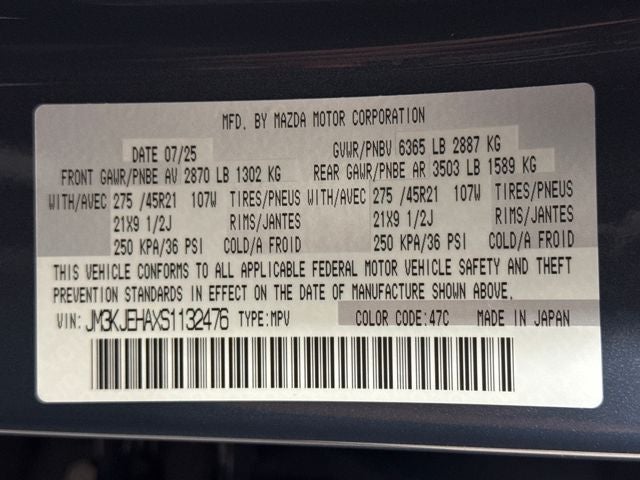 MFD. BY MAZDA MOTOR CORPORATION
DATE 07/25 GVWR/PNBV 6365 LB 2887 KG
FRONT GAWR/PNBE AV 2870 LB 1302 KG REAR GAWR/PNBE AR 3503 LB 1589 KG
WITH/AVEC 275 /45R21 107W TIRES/PNEUS WITH/AVEC 275 /45R21 107W TIRES/PNEUS
21X9 1/2J RIMS/JANTES 21X9 1/2J RIMS/JANTES
250 KPA/36 PSI COLD/A FROID 250 KPA/36 PSI COLD/A FROID
THIS VEHICLE CONFORMS TO ALL APPLICABLE FEDERAL MOTOR VEHICLE SAFETY AND THEFT
PREVENTION STANDARDS IN EFFECT ON THE DATE OF MANUFACTURE SHOWN ABOVE.
VIN: JM3KJEHAXS1132476 TYPE:MPV COLOR CODE:47C MADE IN JAPAN